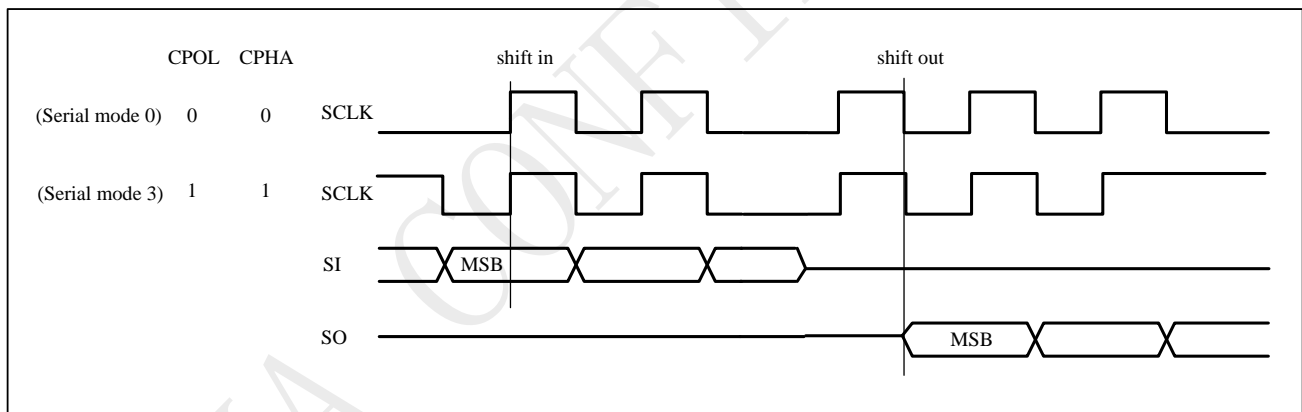 CPOL CPHA shift in shift out
(Serial mode 0) 0 0 SCLK
(Serial mode 3) 1 1 SCLK
SI MSB
SO MSB